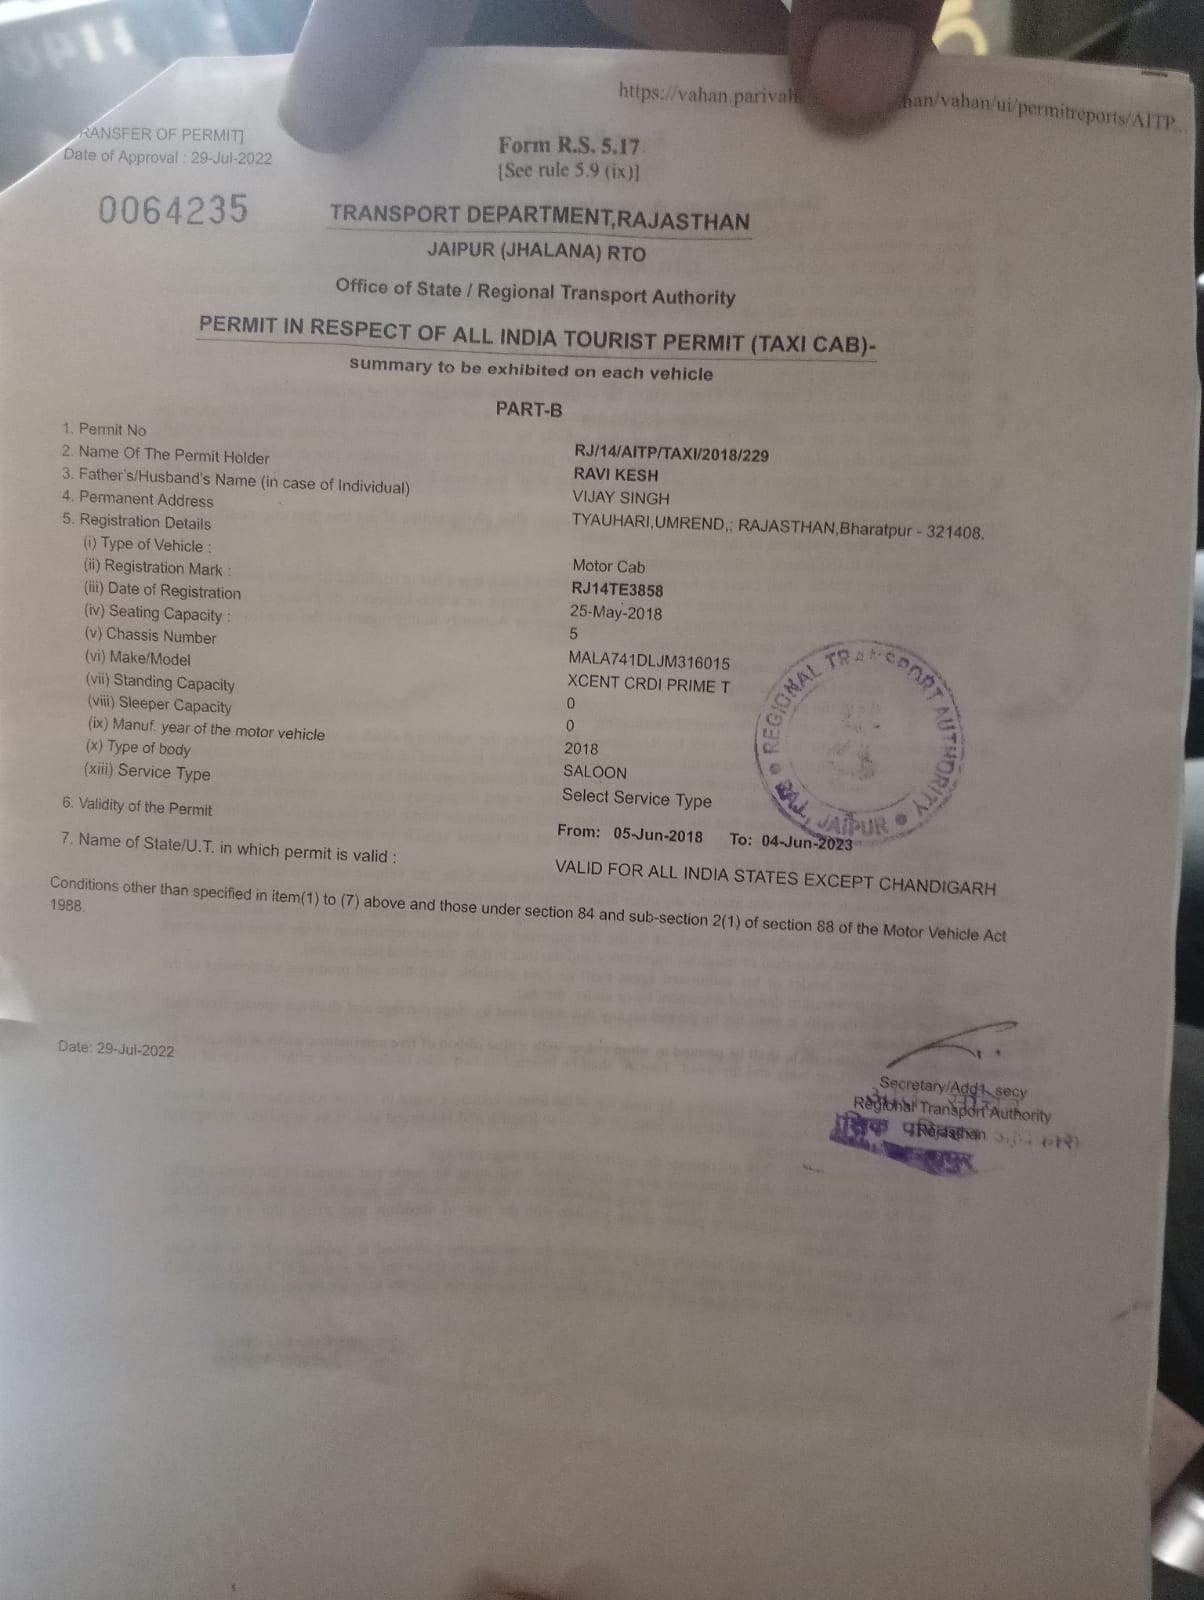 https://vahan.parivah han/vahan/ui/permitreports/AITP...
RANSFER OF PERMIT]
Date of Approval : 29-Jul-2022
Form R.S. 5.17
[See rule 5.9 (ix)]
0064235
TRANSPORT DEPARTMENT,RAJASTHAN
JAIPUR (JHALANA) RTO
Office of State / Regional Transport Authority
PERMIT IN RESPECT OF ALL INDIA TOURIST PERMIT (TAXI CAB)-
summary to be exhibited on each vehicle
PART-B
1. Permit No RJ/14/AITP/TAXI/2018/229
2. Name Of The Permit Holder RAVI KESH
3. Father's/Husband's Name (in case of Individual) VIJAY SINGH
4. Permanent Address TYAUHARI,UMREND,; RAJASTHAN,Bharatpur - 321408.
5. Registration Details
(i) Type of Vehicle : Motor Cab
(ii) Registration Mark : RJ14TE3858
(iii) Date of Registration 25-May-2018
(iv) Seating Capacity : 5
(v) Chassis Number MALA741DLJM316015
(vi) Make/Model XCENT CRDI PRIME T
(vii) Standing Capacity 0
(viii) Sleeper Capacity 0
(ix) Manuf. year of the motor vehicle 2018
(x) Type of body SALOON
(xiii) Service Type Select Service Type
6. Validity of the Permit From: 05-Jun-2018 To: 04-Jun-2023
7. Name of State/U.T. in which permit is valid : VALID FOR ALL INDIA STATES EXCEPT CHANDIGARH
REGIONAL TRANSPORT AUTHORITY
RAJ., JAIPUR
Conditions other than specified in item(1) to (7) above and those under section 84 and sub-section 2(1) of section 88 of the Motor Vehicle Act
1988.
Date: 29-Jul-2022
Secretary/Addl. secy
Regional Transport Authority
Rajasthan